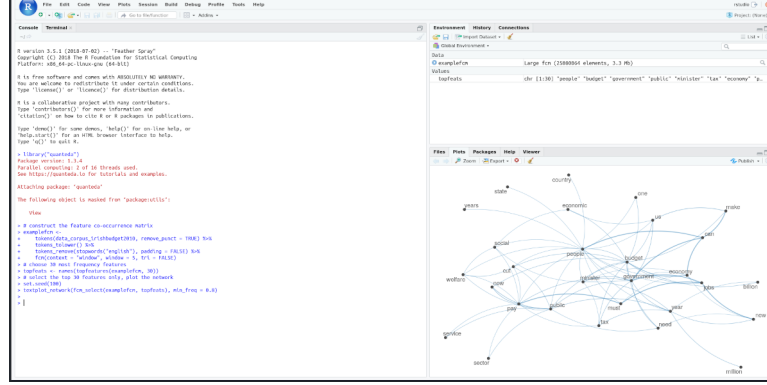 File Edit Code View Plots Session Build Debug Profile Tools Help
rstudio
Go to file/function
Addins
Project: (None)
Console Terminal
R version 3.5.1 (2018-07-02) -- "Feather Spray"
Copyright (C) 2018 The R Foundation for Statistical Computing
Platform: x86_64-pc-linux-gnu (64-bit)
R is free software and comes with ABSOLUTELY NO WARRANTY.
You are welcome to redistribute it under certain conditions.
Type 'license()' or 'licence()' for distribution details.
R is a collaborative project with many contributors.
Type 'contributors()' for more information and
'citation()' on how to cite R or R packages in publications.
Type 'demo()' for some demos, 'help()' for on-line help, or
'help.start()' for an HTML browser interface to help.
Type 'q()' to quit R.
> library("quanteda")
Package version: 1.3.4
Parallel computing: 2 of 16 threads used.
See https://quanteda.io for tutorials and examples.
Attaching package: 'quanteda'
The following object is masked from 'package:utils':
View
> # construct the feature co-occurrence matrix
> examplefcm <-
+ tokens(data_corpus_irishbudget2010, remove_punct = TRUE) %>%
+ tokens_tolower() %>%
+ tokens_remove(stopwords("english"), padding = FALSE) %>%
+ fcm(context = "window", window = 5, tri = FALSE)
> # choose 30 most frequency features
> topfeats <- names(topfeatures(examplefcm, 30))
> # select the top 30 features only, plot the network
> set.seed(100)
> textplot_network(fcm_select(examplefcm, topfeats), min_freq = 0.8)
>
>
Environment History Connections
Import Dataset
List
Global Environment
Data
examplefcm Large fcm (25800064 elements, 3.3 Mb)
Values
topfeats chr [1:30] "people" "budget" "government" "public" "minister" "tax" "economy" "p…
Files Plots Packages Help Viewer
Zoom Export Publish
country
state
one
years
economic
make
us
can
social
people
budget
cut
minister
government
economy
welfare
now
jobs
billion
pay
public
must
year
new
tax
need
service
sector
million